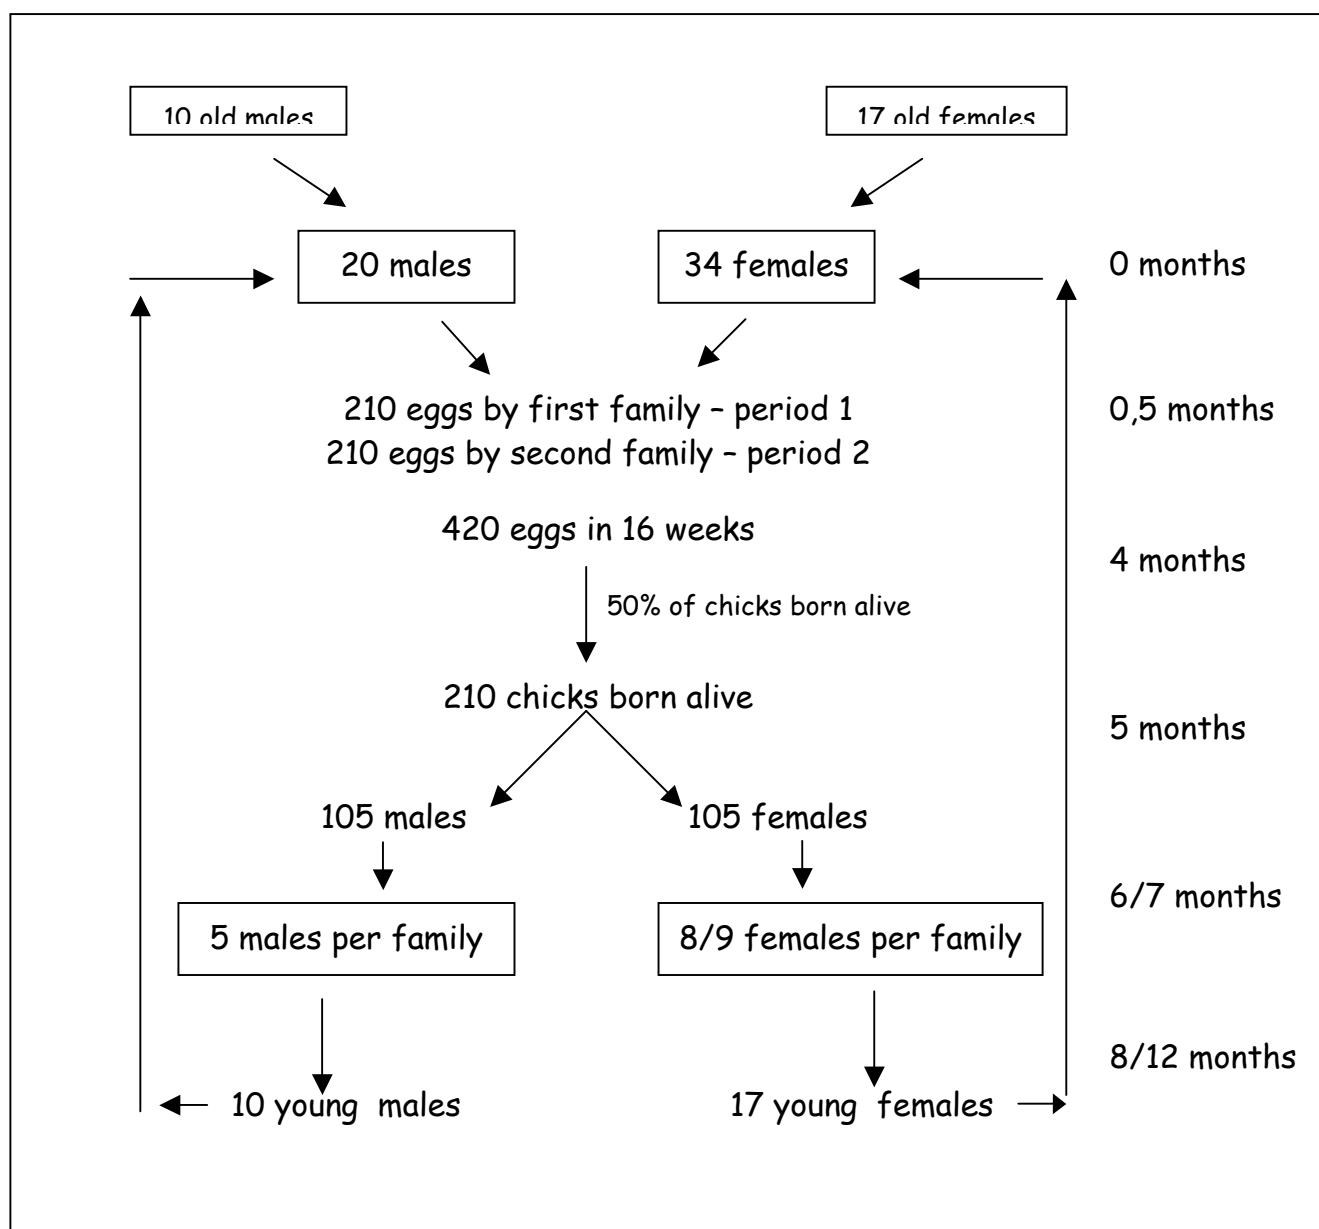 10 old males
17 old females
20 males
34 females
0 months
210 eggs by first family – period 1
0,5 months
210 eggs by second family – period 2
420 eggs in 16 weeks
4 months
50% of chicks born alive
210 chicks born alive
5 months
105 males
105 females
6/7 months
5 males per family
8/9 females per family
8/12 months
10 young males
17 young females